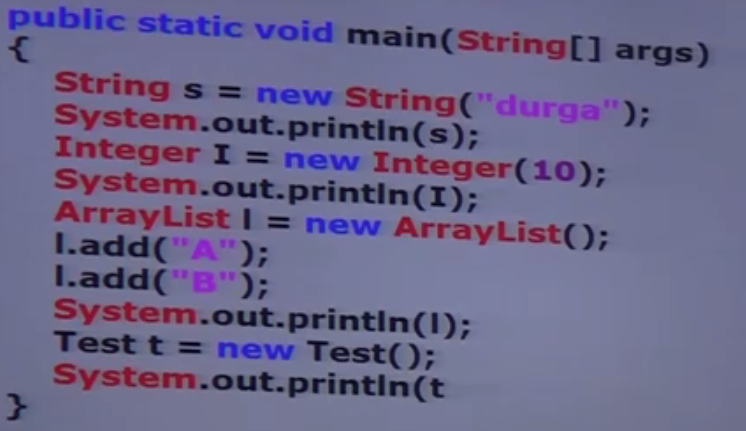 public static void main(String[] args)
{
String s = new String("durga");
System.out.println(s);
Integer I = new Integer(10);
System.out.println(I);
ArrayList l = new ArrayList();
l.add("A");
l.add("B");
System.out.println(l);
Test t = new Test();
System.out.println(t
}